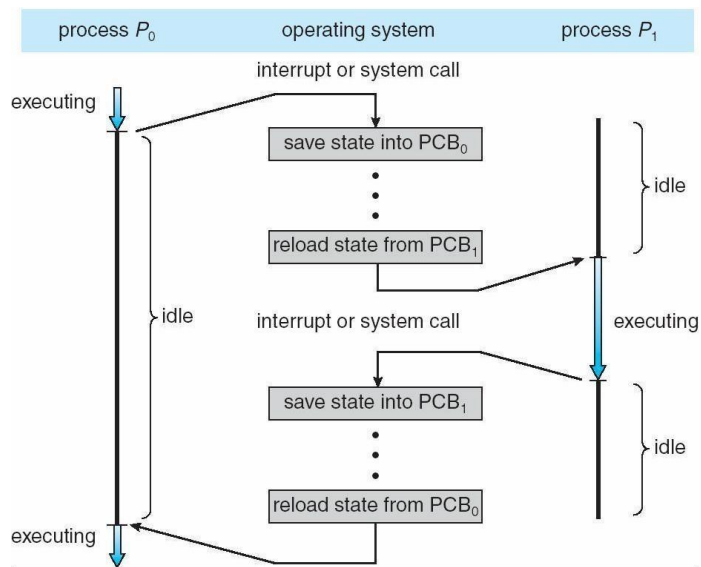 process P₀ operating system process P₁
interrupt or system call
executing
save state into PCB₀
idle
reload state from PCB₁
idle
interrupt or system call
executing
save state into PCB₁
idle
reload state from PCB₀
executing